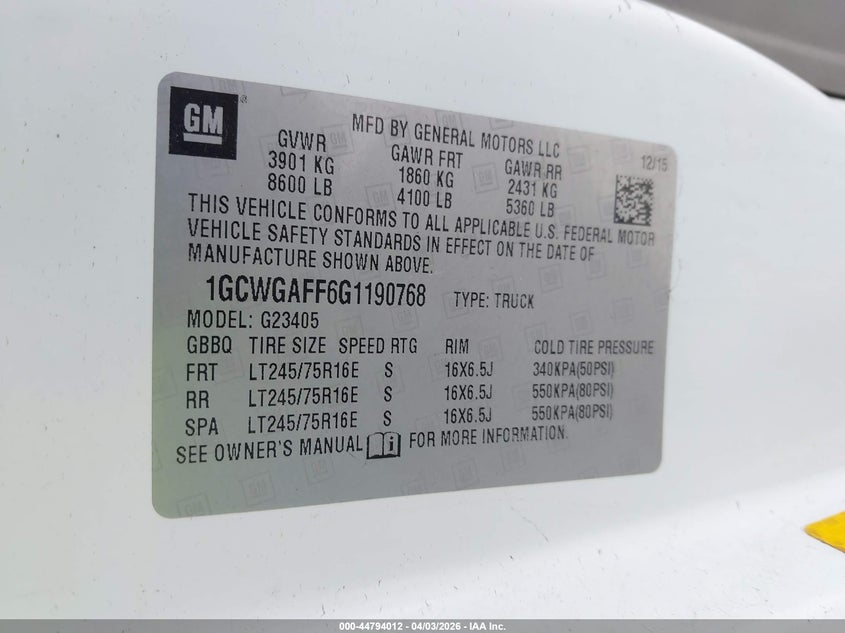 GM ®
MFD BY GENERAL MOTORS LLC 12/15
GVWR GAWR FRT GAWR RR
3901 KG 1860 KG 2431 KG
8600 LB 4100 LB 5360 LB
THIS VEHICLE CONFORMS TO ALL APPLICABLE U.S. FEDERAL MOTOR
VEHICLE SAFETY STANDARDS IN EFFECT ON THE DATE OF
MANUFACTURE SHOWN ABOVE.
1GCWGAFF6G1190768 TYPE: TRUCK
MODEL: G23405
GBBQ TIRE SIZE SPEED RTG RIM COLD TIRE PRESSURE
FRT LT245/75R16E S 16X6.5J 340KPA(50PSI)
RR LT245/75R16E S 16X6.5J 550KPA(80PSI)
SPA LT245/75R16E S 16X6.5J 550KPA(80PSI)
SEE OWNER'S MANUAL FOR MORE INFORMATION.
000-44794012 - 04/03/2026 - IAA Inc.